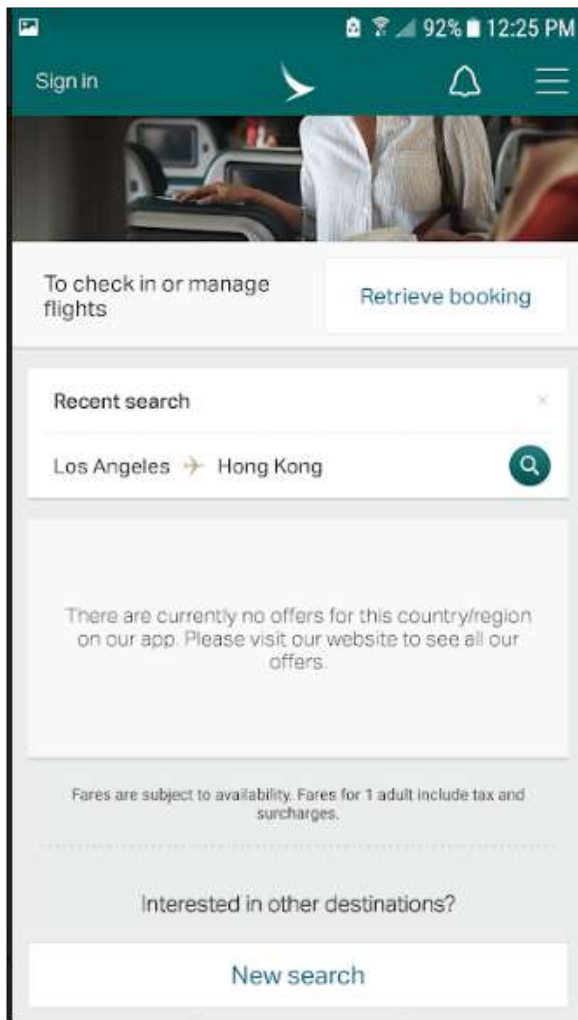 92% 12:25 PM
Sign in
To check in or manage
flights
Retrieve booking
Recent search
Los Angeles Hong Kong
There are currently no offers for this country/region
on our app. Please visit our website to see all our
offers.
Fares are subject to availability. Fares for 1 adult include tax and
surcharges.
Interested in other destinations?
New search